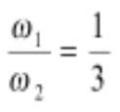 ω₁/ω₂ = 1/3